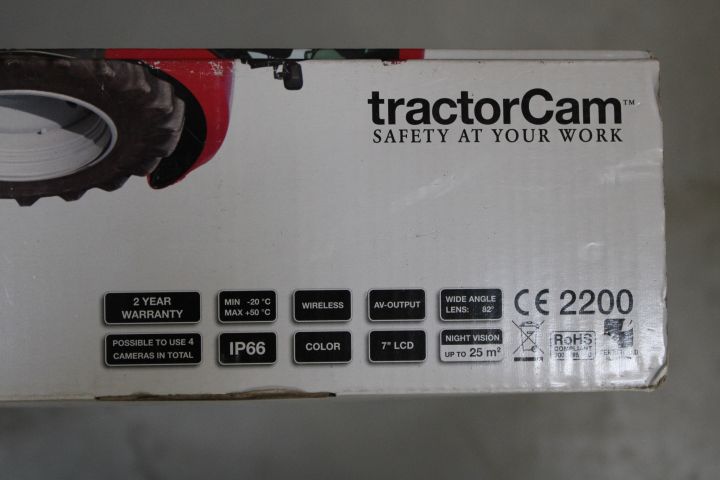 tractorCam™
SAFETY AT YOUR WORK
2 YEAR
WARRANTY
MIN -20 °C
MAX +50 °C
WIRELESS
AV-OUTPUT
WIDE ANGLE
LENS: 82°
CE 2200
POSSIBLE TO USE 4
CAMERAS IN TOTAL
IP66
COLOR
7" LCD
NIGHT VISION
UP TO 25 m²
RoHS
COMPLIANT